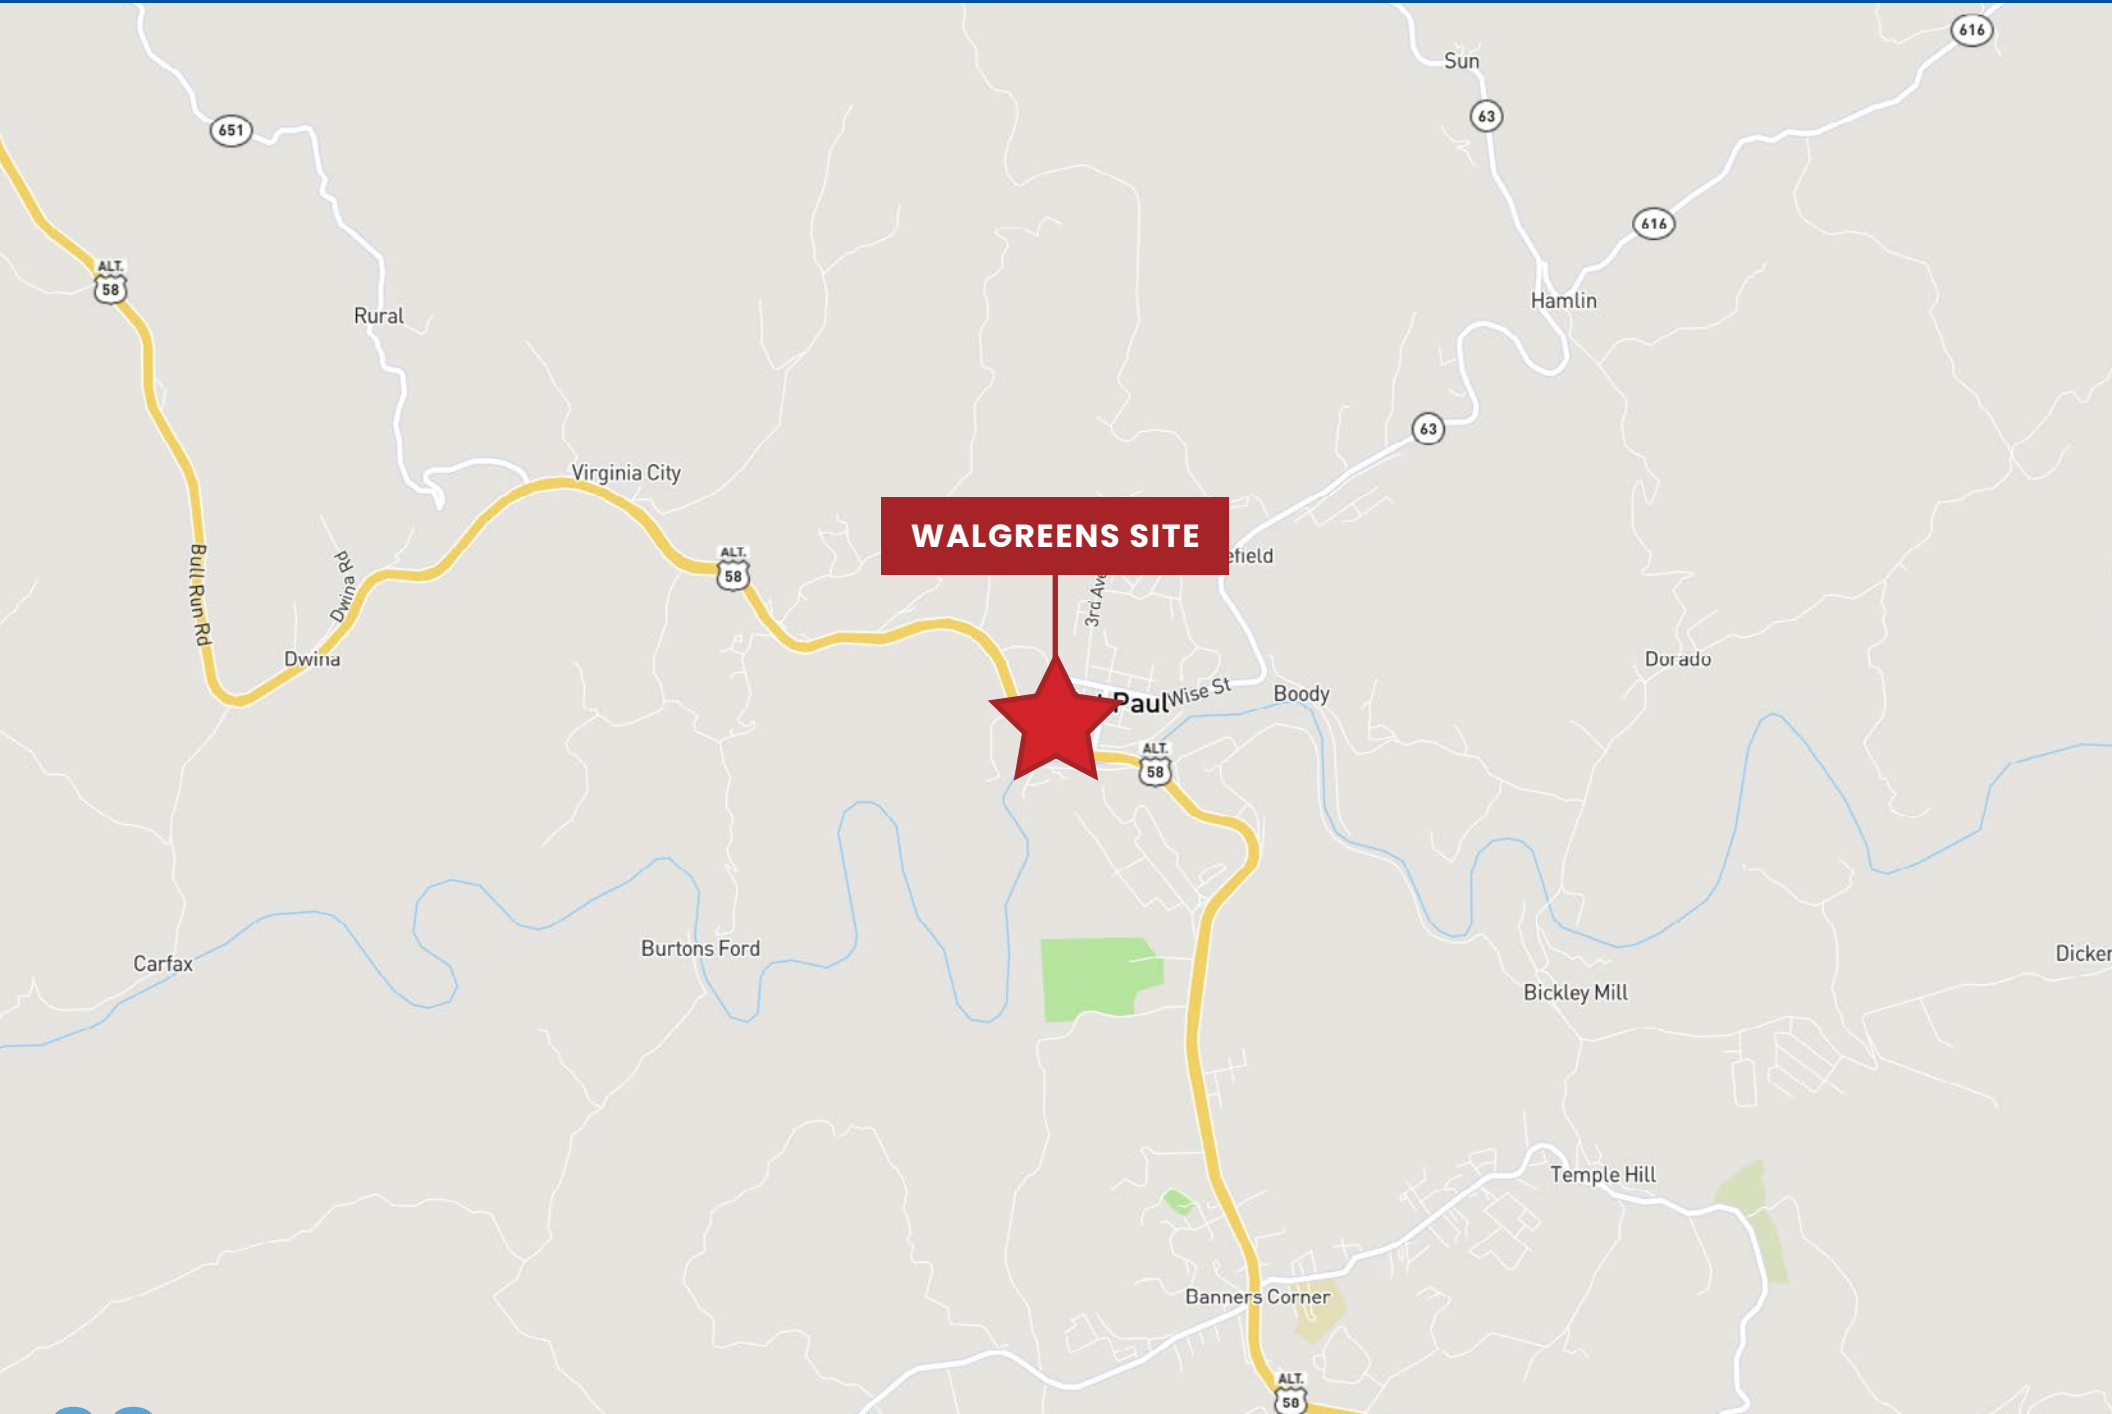 616
Sun
63
651
616
ALT.
58
Hamlin
Rural
63
Virginia City
WALGREENS SITE
ALT.
58
Bull Run Rd
Dwina Rd
3rd Ave
Dwina
Dorado
Paul
Wise St
Boody
ALT.
58
Burtons Ford
Carfax
Bickley Mill
Temple Hill
Banners Corner
ALT.
58